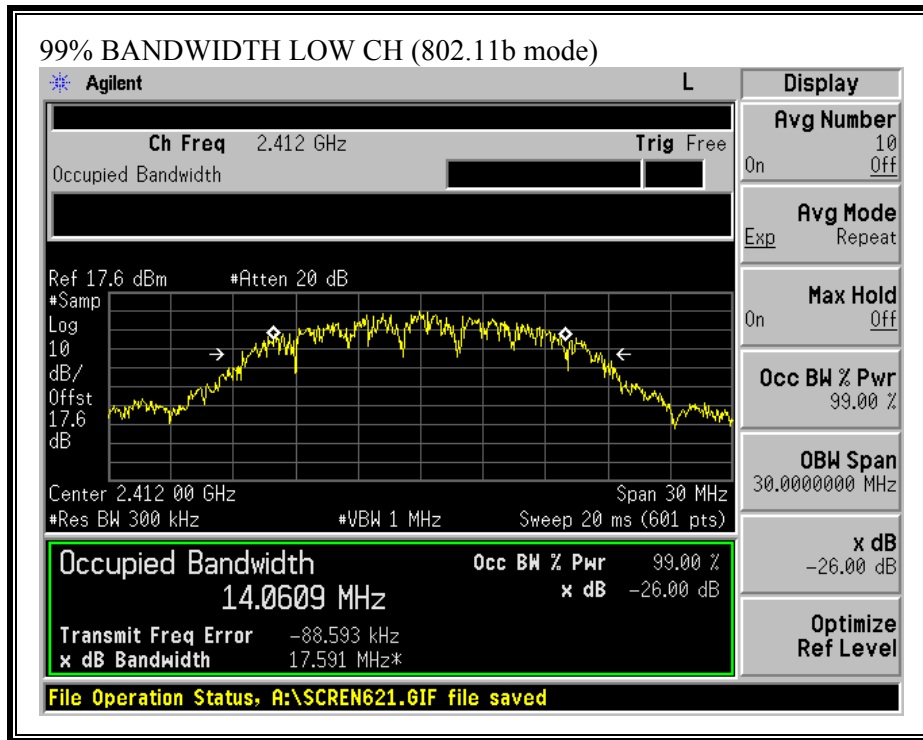 99% BANDWIDTH LOW CH (802.11b mode)
Agilent L
Ch Freq 2.412 GHz Trig Free
Occupied Bandwidth
Ref 17.6 dBm #Atten 20 dB
#Samp
Log
10
dB/
Offst
17.6
dB
Center 2.412 00 GHz Span 30 MHz
#Res BW 300 kHz #VBW 1 MHz Sweep 20 ms (601 pts)
Occupied Bandwidth
14.0609 MHz
Occ BW % Pwr 99.00 %
x dB -26.00 dB
Transmit Freq Error -88.593 kHz
x dB Bandwidth 17.591 MHz*
File Operation Status, A:\SCREN621.GIF file saved
Display
Avg Number
10
On Off
Avg Mode
Exp Repeat
Max Hold
On Off
Occ BW % Pwr
99.00 %
OBW Span
30.0000000 MHz
x dB
-26.00 dB
Optimize
Ref Level